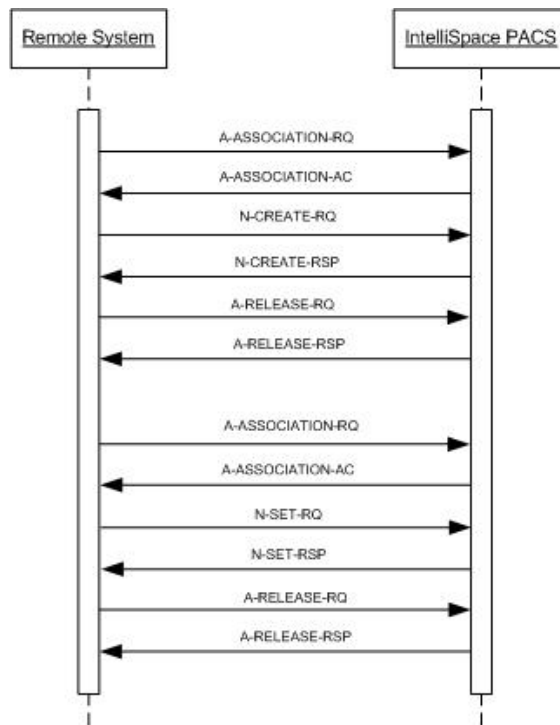 Remote System
IntelliSpace PACS
A-ASSOCIATION-RQ
A-ASSOCIATION-AC
N-CREATE-RQ
N-CREATE-RSP
A-RELEASE-RQ
A-RELEASE-RSP
A-ASSOCIATION-RQ
A-ASSOCIATION-AC
N-SET-RQ
N-SET-RSP
A-RELEASE-RQ
A-RELEASE-RSP